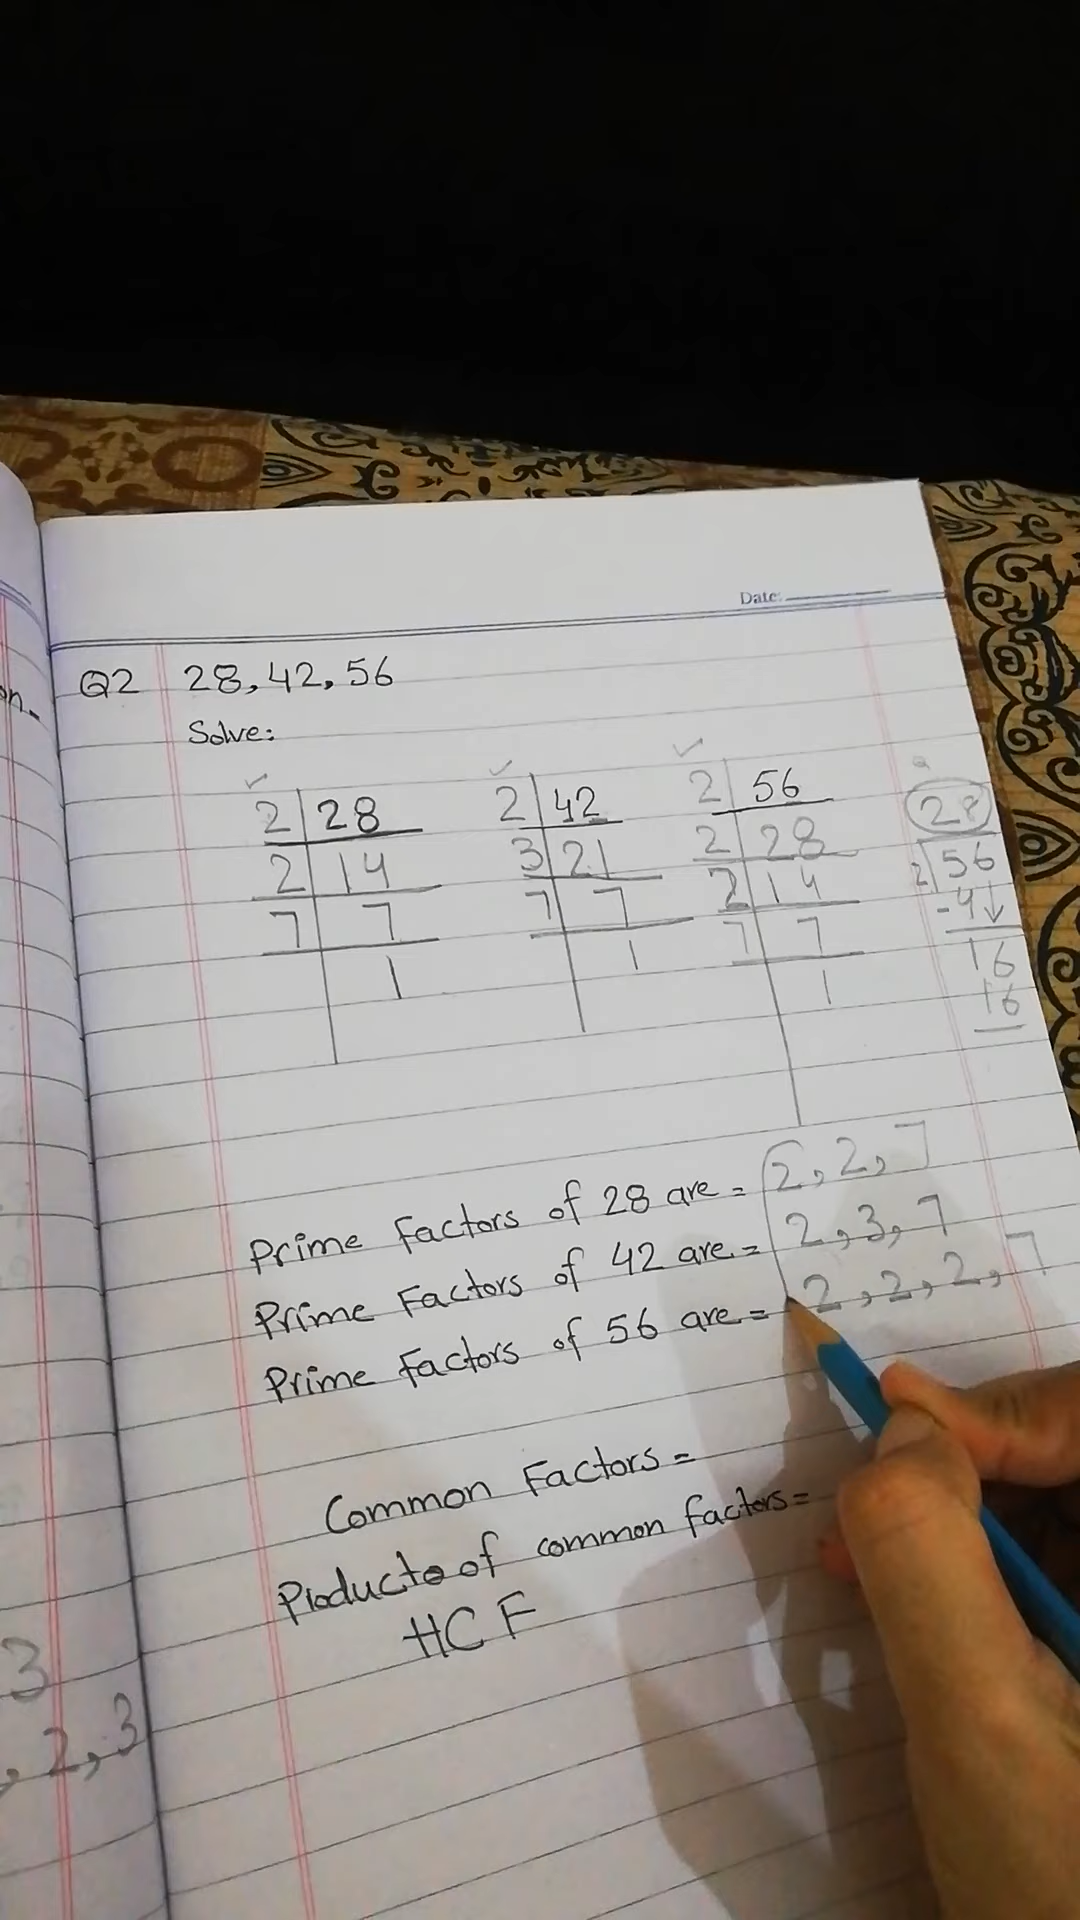 Date:
Q2 28, 42, 56
on.
Solve:
2 28 2 42 2 56 28
2 14 3 21 2 28 2 56
7 7 7 7 2 14 - 4↓
1 1 7 7 16
1 16
Prime Factors of 28 are = 2, 2, 7
Prime Factors of 42 are = 2, 3, 7
Prime Factors of 56 are = 2, 2, 2, 7
Common Factors =
Products of common factors =
HCF
3
, 2, 3